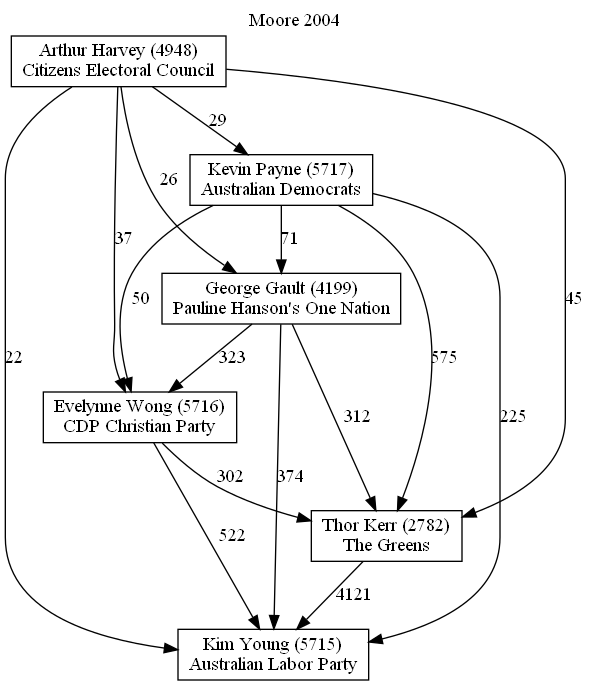 Moore 2004
Arthur Harvey (4948)
Citizens Electoral Council
29
Kevin Payne (5717)
Australian Democrats
26
37
71
George Gault (4199)
Pauline Hanson's One Nation
50
45
22
323
575
Evelynne Wong (5716)
CDP Christian Party
312
225
302
374
Thor Kerr (2782)
The Greens
522
4121
Kim Young (5715)
Australian Labor Party